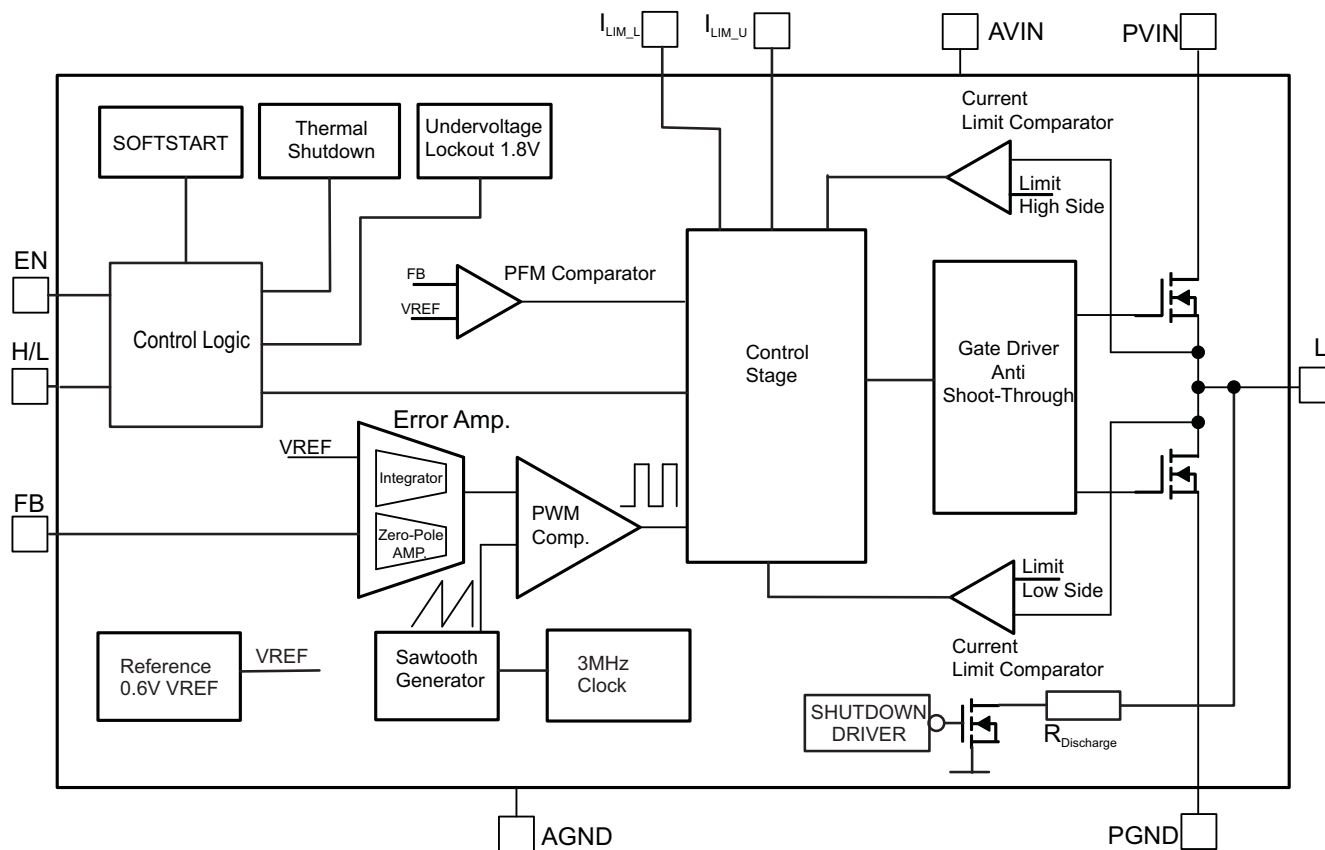 I LIM_L
I LIM_U
AVIN
PVIN
SOFTSTART
Thermal
Shutdown
Undervoltage
Lockout 1.8V
Current
Limit Comparator
Limit
High Side
EN
H/L
FB
Control Logic
FB
VREF
PFM Comparator
Control
Stage
Gate Driver
Anti
Shoot-Through
L
Error Amp.
VREF
Integrator
Zero-Pole
AMP.
PWM
Comp.
Limit
Low Side
Current
Limit Comparator
Reference
0.6V VREF
VREF
Sawtooth
Generator
3MHz
Clock
SHUTDOWN
DRIVER
R Discharge
AGND
PGND